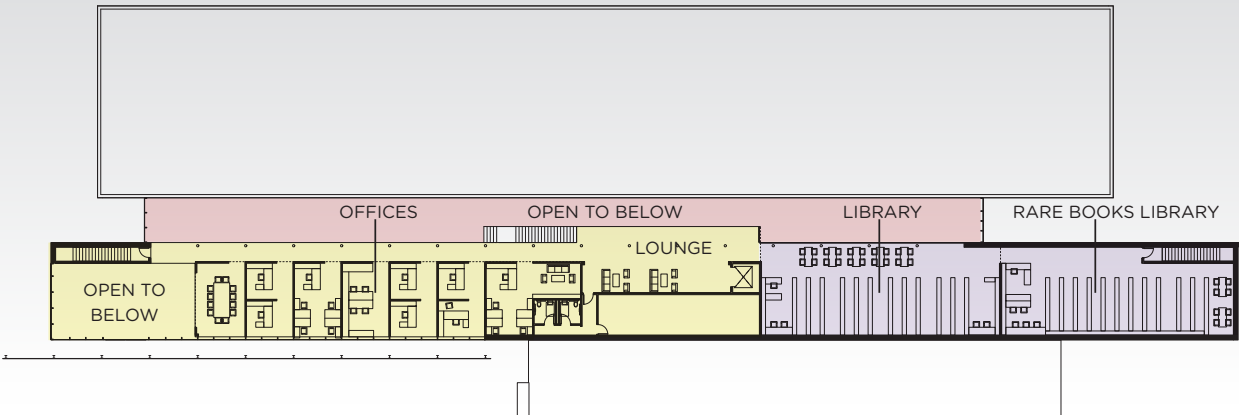 OFFICES
OPEN TO BELOW
LIBRARY
RARE BOOKS LIBRARY
LOUNGE
OPEN TO
BELOW